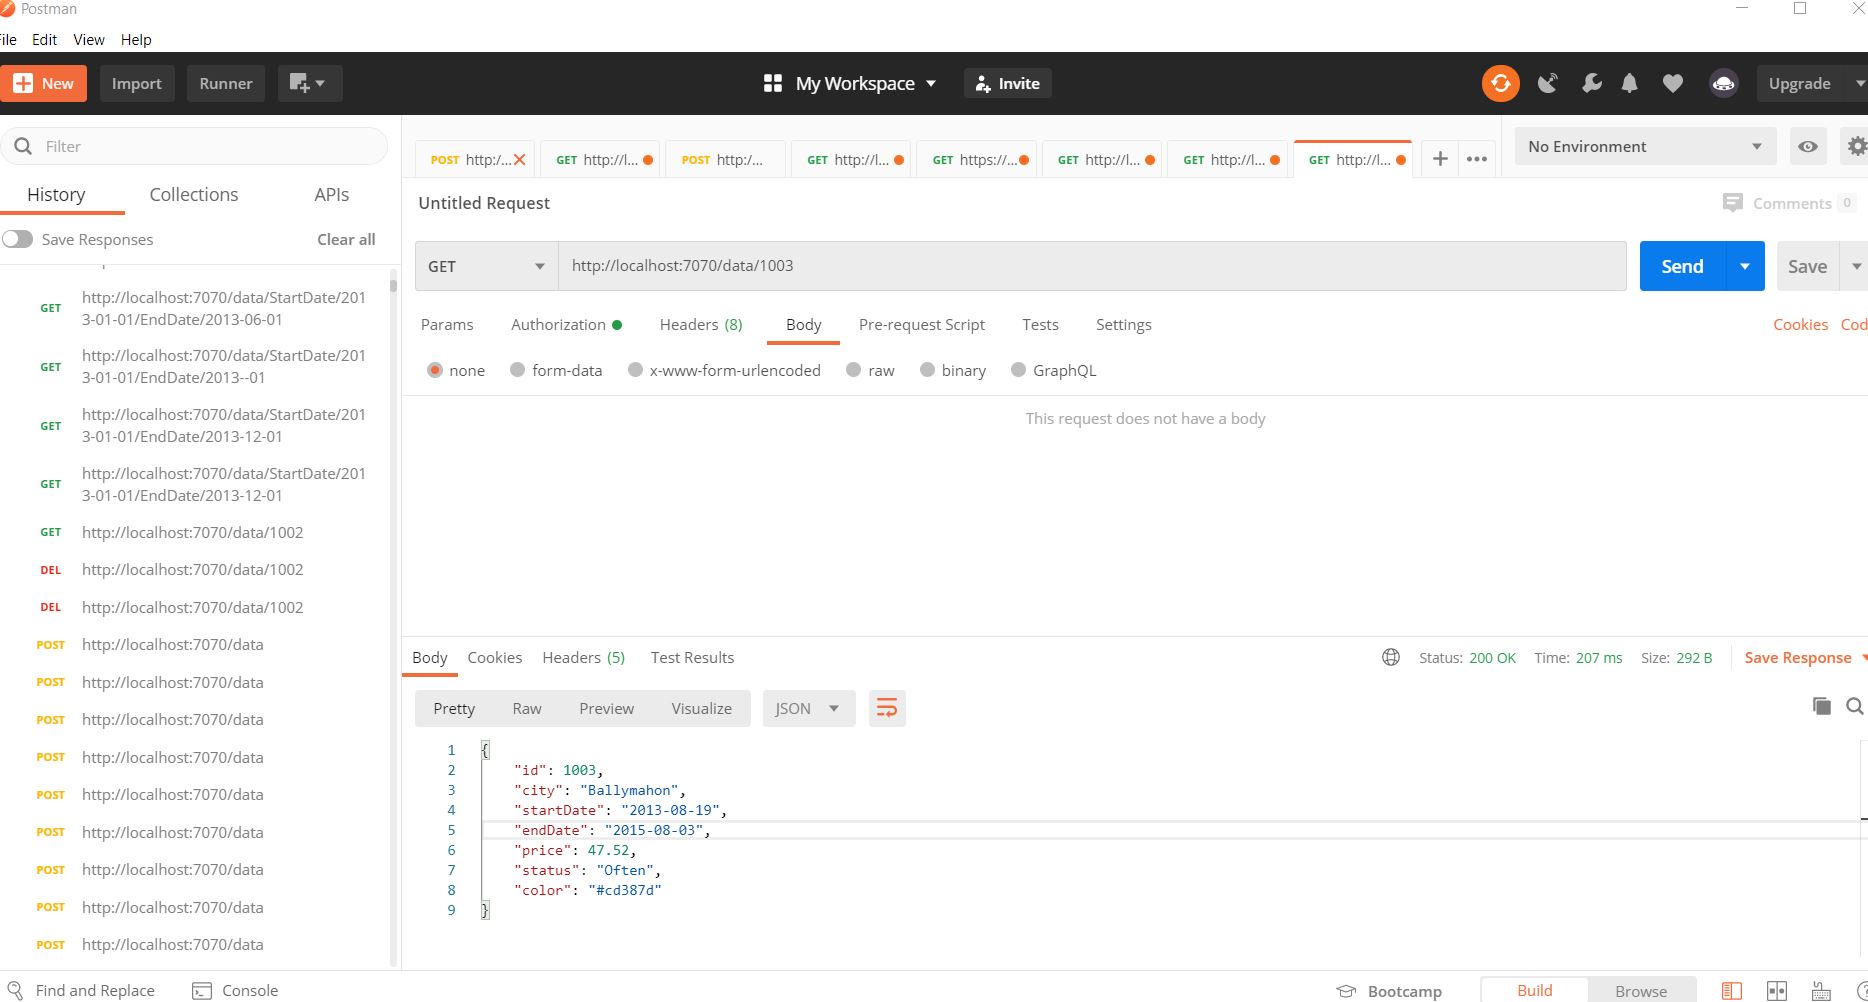 Postman
File Edit View Help
New Import Runner My Workspace Invite Upgrade
Filter
History Collections APIs
Save Responses Clear all
GET http://localhost:7070/data/StartDate/201
3-01-01/EndDate/2013-06-01
GET http://localhost:7070/data/StartDate/201
3-01-01/EndDate/2013--01
GET http://localhost:7070/data/StartDate/201
3-01-01/EndDate/2013-12-01
GET http://localhost:7070/data/StartDate/201
3-01-01/EndDate/2013-12-01
GET http://localhost:7070/data/1002
DEL http://localhost:7070/data/1002
DEL http://localhost:7070/data/1002
POST http://localhost:7070/data
POST http://localhost:7070/data
POST http://localhost:7070/data
POST http://localhost:7070/data
POST http://localhost:7070/data
POST http://localhost:7070/data
POST http://localhost:7070/data
POST http://localhost:7070/data
POST http://localhost:7070/data
POST http:/... GET http://l... POST http:/... GET http://l... GET https://... GET http://l... GET http://l... GET http://l... No Environment
Untitled Request Comments 0
GET http://localhost:7070/data/1003 Send Save
Params Authorization Headers (8) Body Pre-request Script Tests Settings Cookies Cod
none form-data x-www-form-urlencoded raw binary GraphQL
This request does not have a body
Body Cookies Headers (5) Test Results Status: 200 OK Time: 207 ms Size: 292 B Save Response
Pretty Raw Preview Visualize JSON
1 {
2 "id": 1003,
3 "city": "Ballymahon",
4 "startDate": "2013-08-19",
5 "endDate": "2015-08-03",
6 "price": 47.52,
7 "status": "Often",
8 "color": "#cd387d"
9 }
Find and Replace Console Bootcamp Build Browse